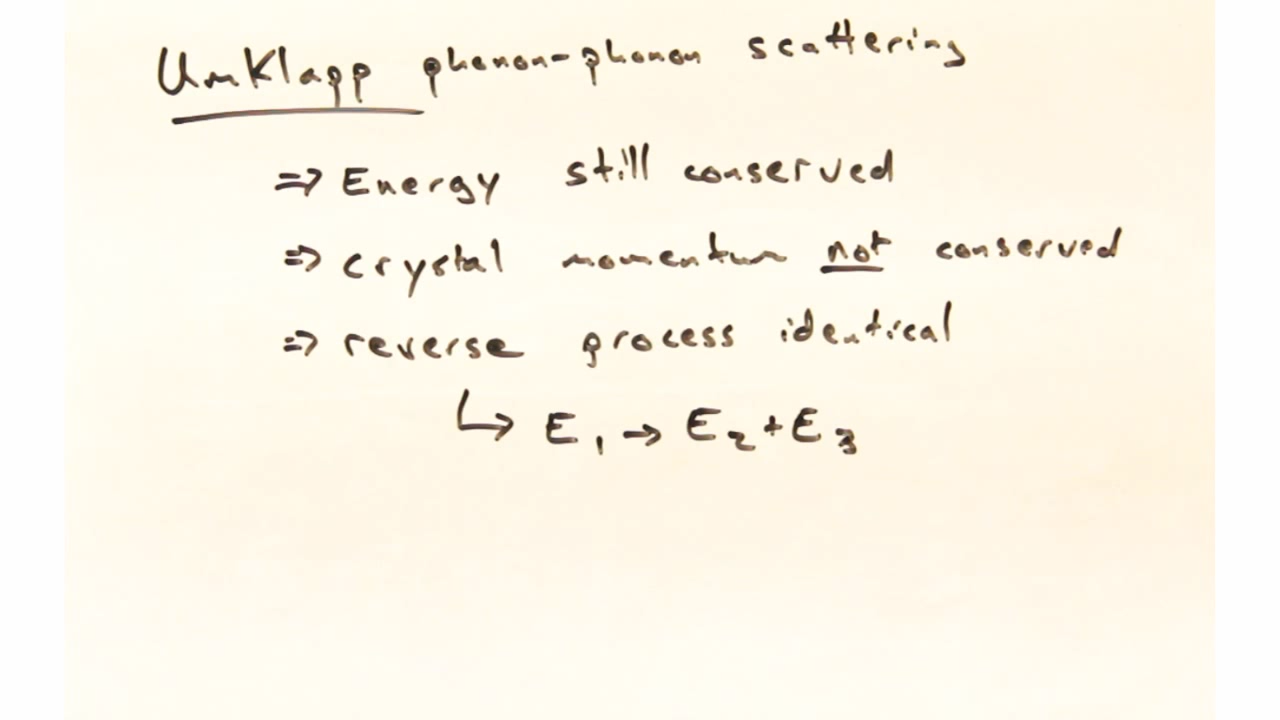 UmKlapp phonon-phonon scattering
⇒ Energy still conserved
⇒ crystal momentum not conserved
⇒ reverse process identical
↳ E₁ → E₂ + E₃